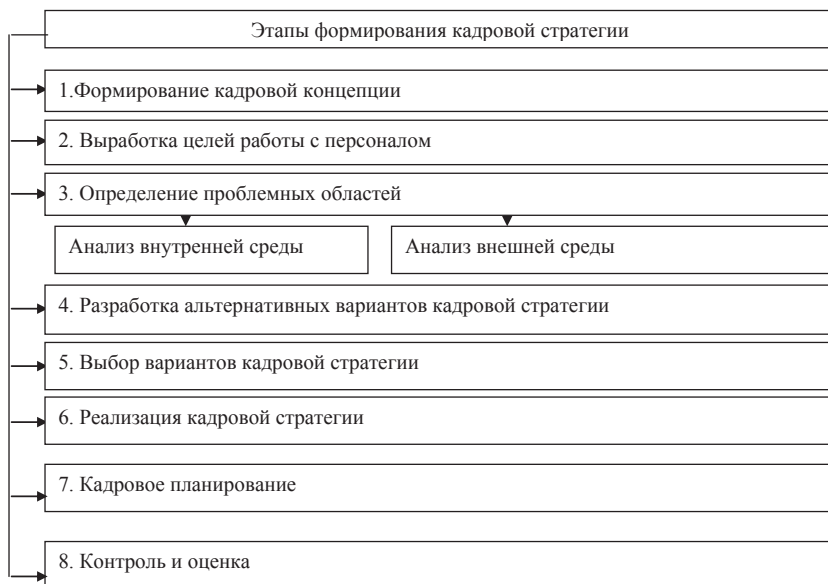 Этапы формирования кадровой стратегии
1.Формирование кадровой концепции
2. Выработка целей работы с персоналом
3. Определение проблемных областей
Анализ внутренней среды
Анализ внешней среды
4. Разработка альтернативных вариантов кадровой стратегии
5. Выбор вариантов кадровой стратегии
6. Реализация кадровой стратегии
7. Кадровое планирование
8. Контроль и оценка